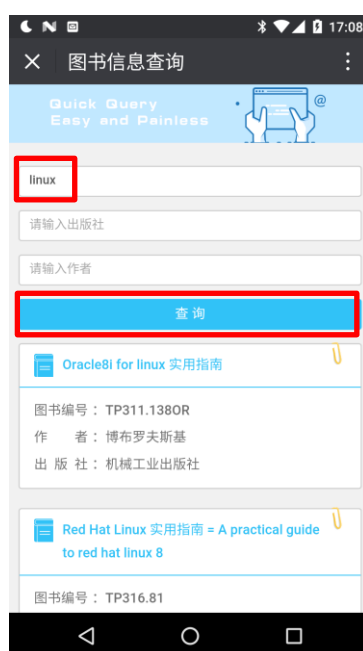 17:08
图书信息查询
Quick Query
Easy and Painless
@
linux
请输入出版社
请输入作者
查 询
Oracle8i for linux 实用指南
图书编号： TP311.138OR
作 者： 博布罗夫斯基
出 版 社： 机械工业出版社
Red Hat Linux 实用指南 = A practical guide
to red hat linux 8
图书编号： TP316.81